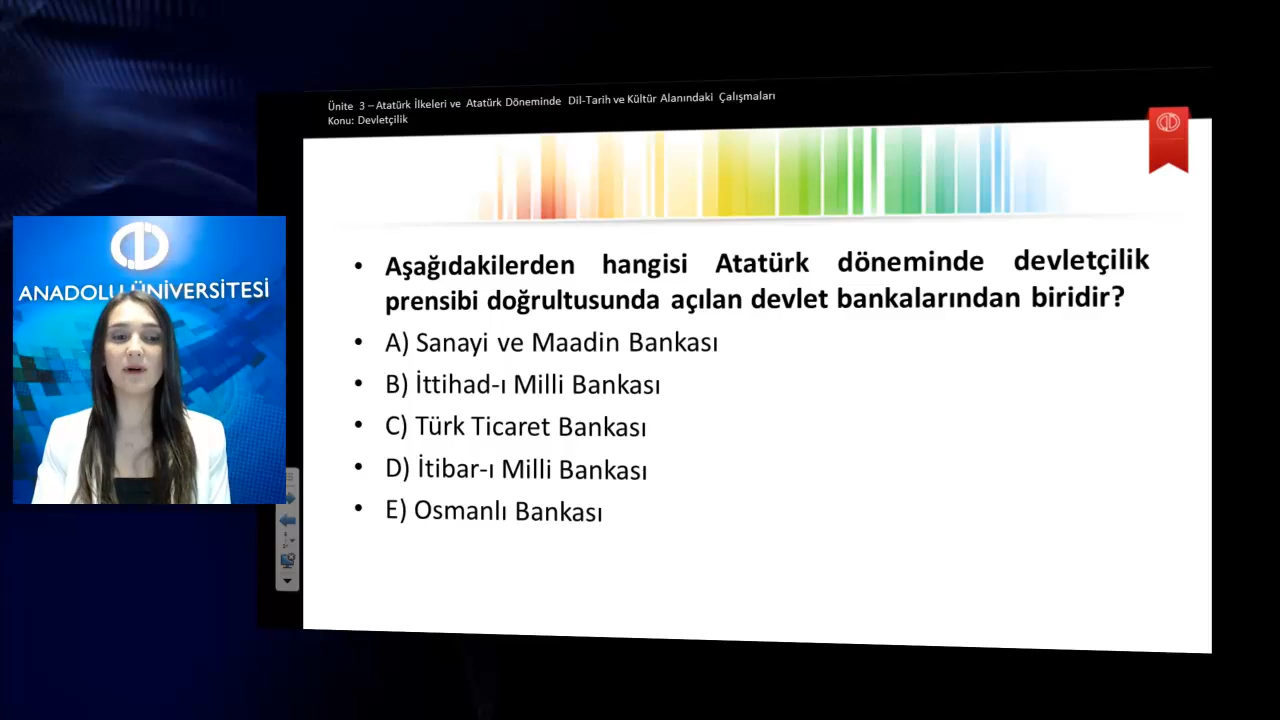 Ünite 3 – Atatürk İlkeleri ve Atatürk Döneminde Dil-Tarih ve Kültür Alanındaki Çalışmaları
Konu: Devletçilik
ANADOLU ÜNİVERSİTESİ
• Aşağıdakilerden hangisi Atatürk döneminde devletçilik
prensibi doğrultusunda açılan devlet bankalarından biridir?
• A) Sanayi ve Maadin Bankası
• B) İttihad-ı Milli Bankası
• C) Türk Ticaret Bankası
• D) İtibar-ı Milli Bankası
• E) Osmanlı Bankası